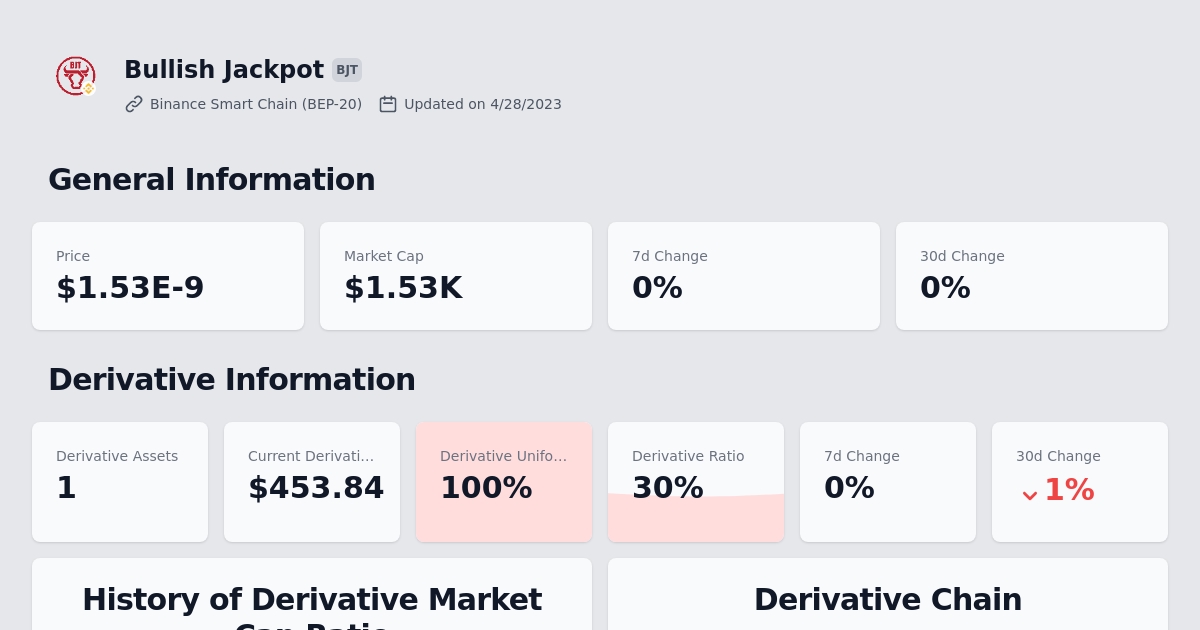 BJT
Bullish Jackpot BJT
Binance Smart Chain (BEP-20) Updated on 4/28/2023
General Information
Price Market Cap 7d Change 30d Change
$1.53E-9 $1.53K 0% 0%
Derivative Information
Derivative Assets Current Derivati... Derivative Unifo... Derivative Ratio 7d Change 30d Change
1 $453.84 100% 30% 0% 1%
History of Derivative Market Derivative Chain
Cap Ratio